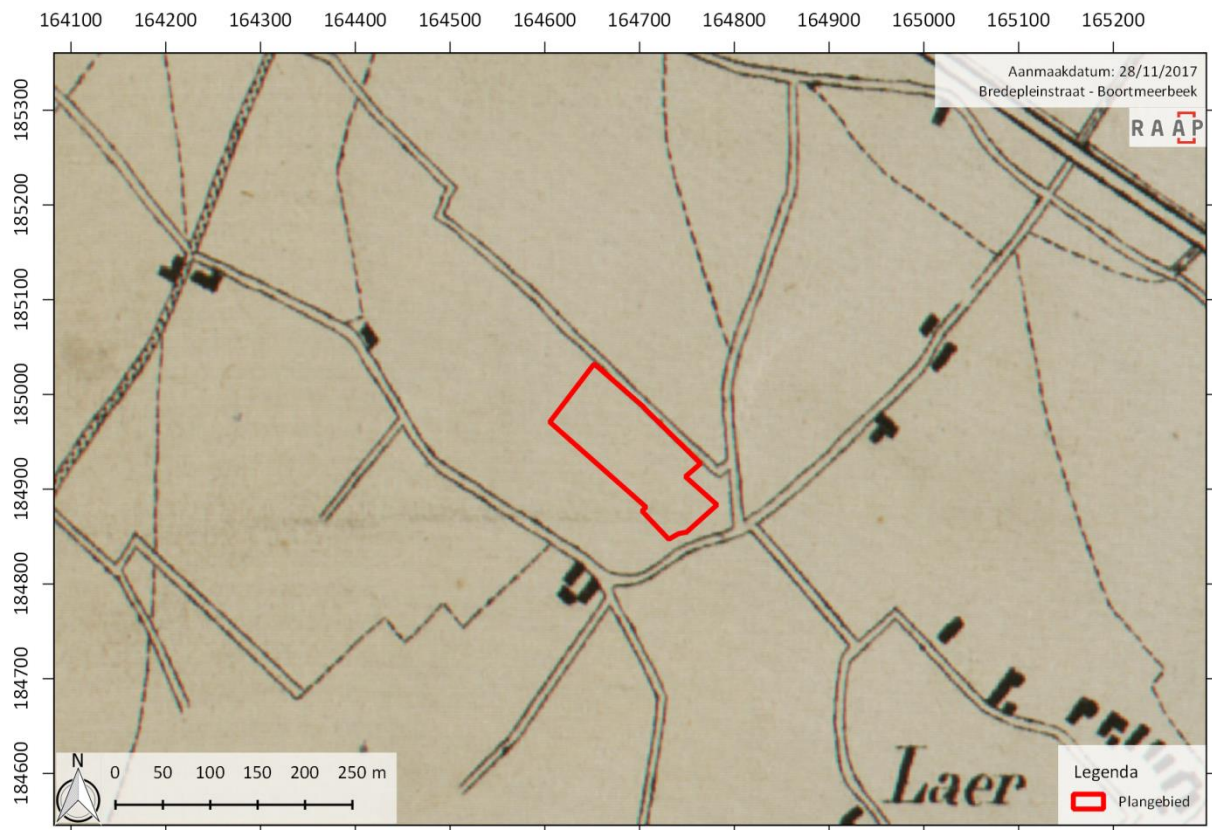 164100 164200 164300 164400 164500 164600 164700 164800 164900 165000 165100 165200
Aanmaakdatum: 28/11/2017
Bredepleinstraat - Boortmeerbeek
RAAP
185300
185200
185100
185000
184900
184800
184700
184600
N
0 50 100 150 200 250 m
Laer
Legenda
Plangebied